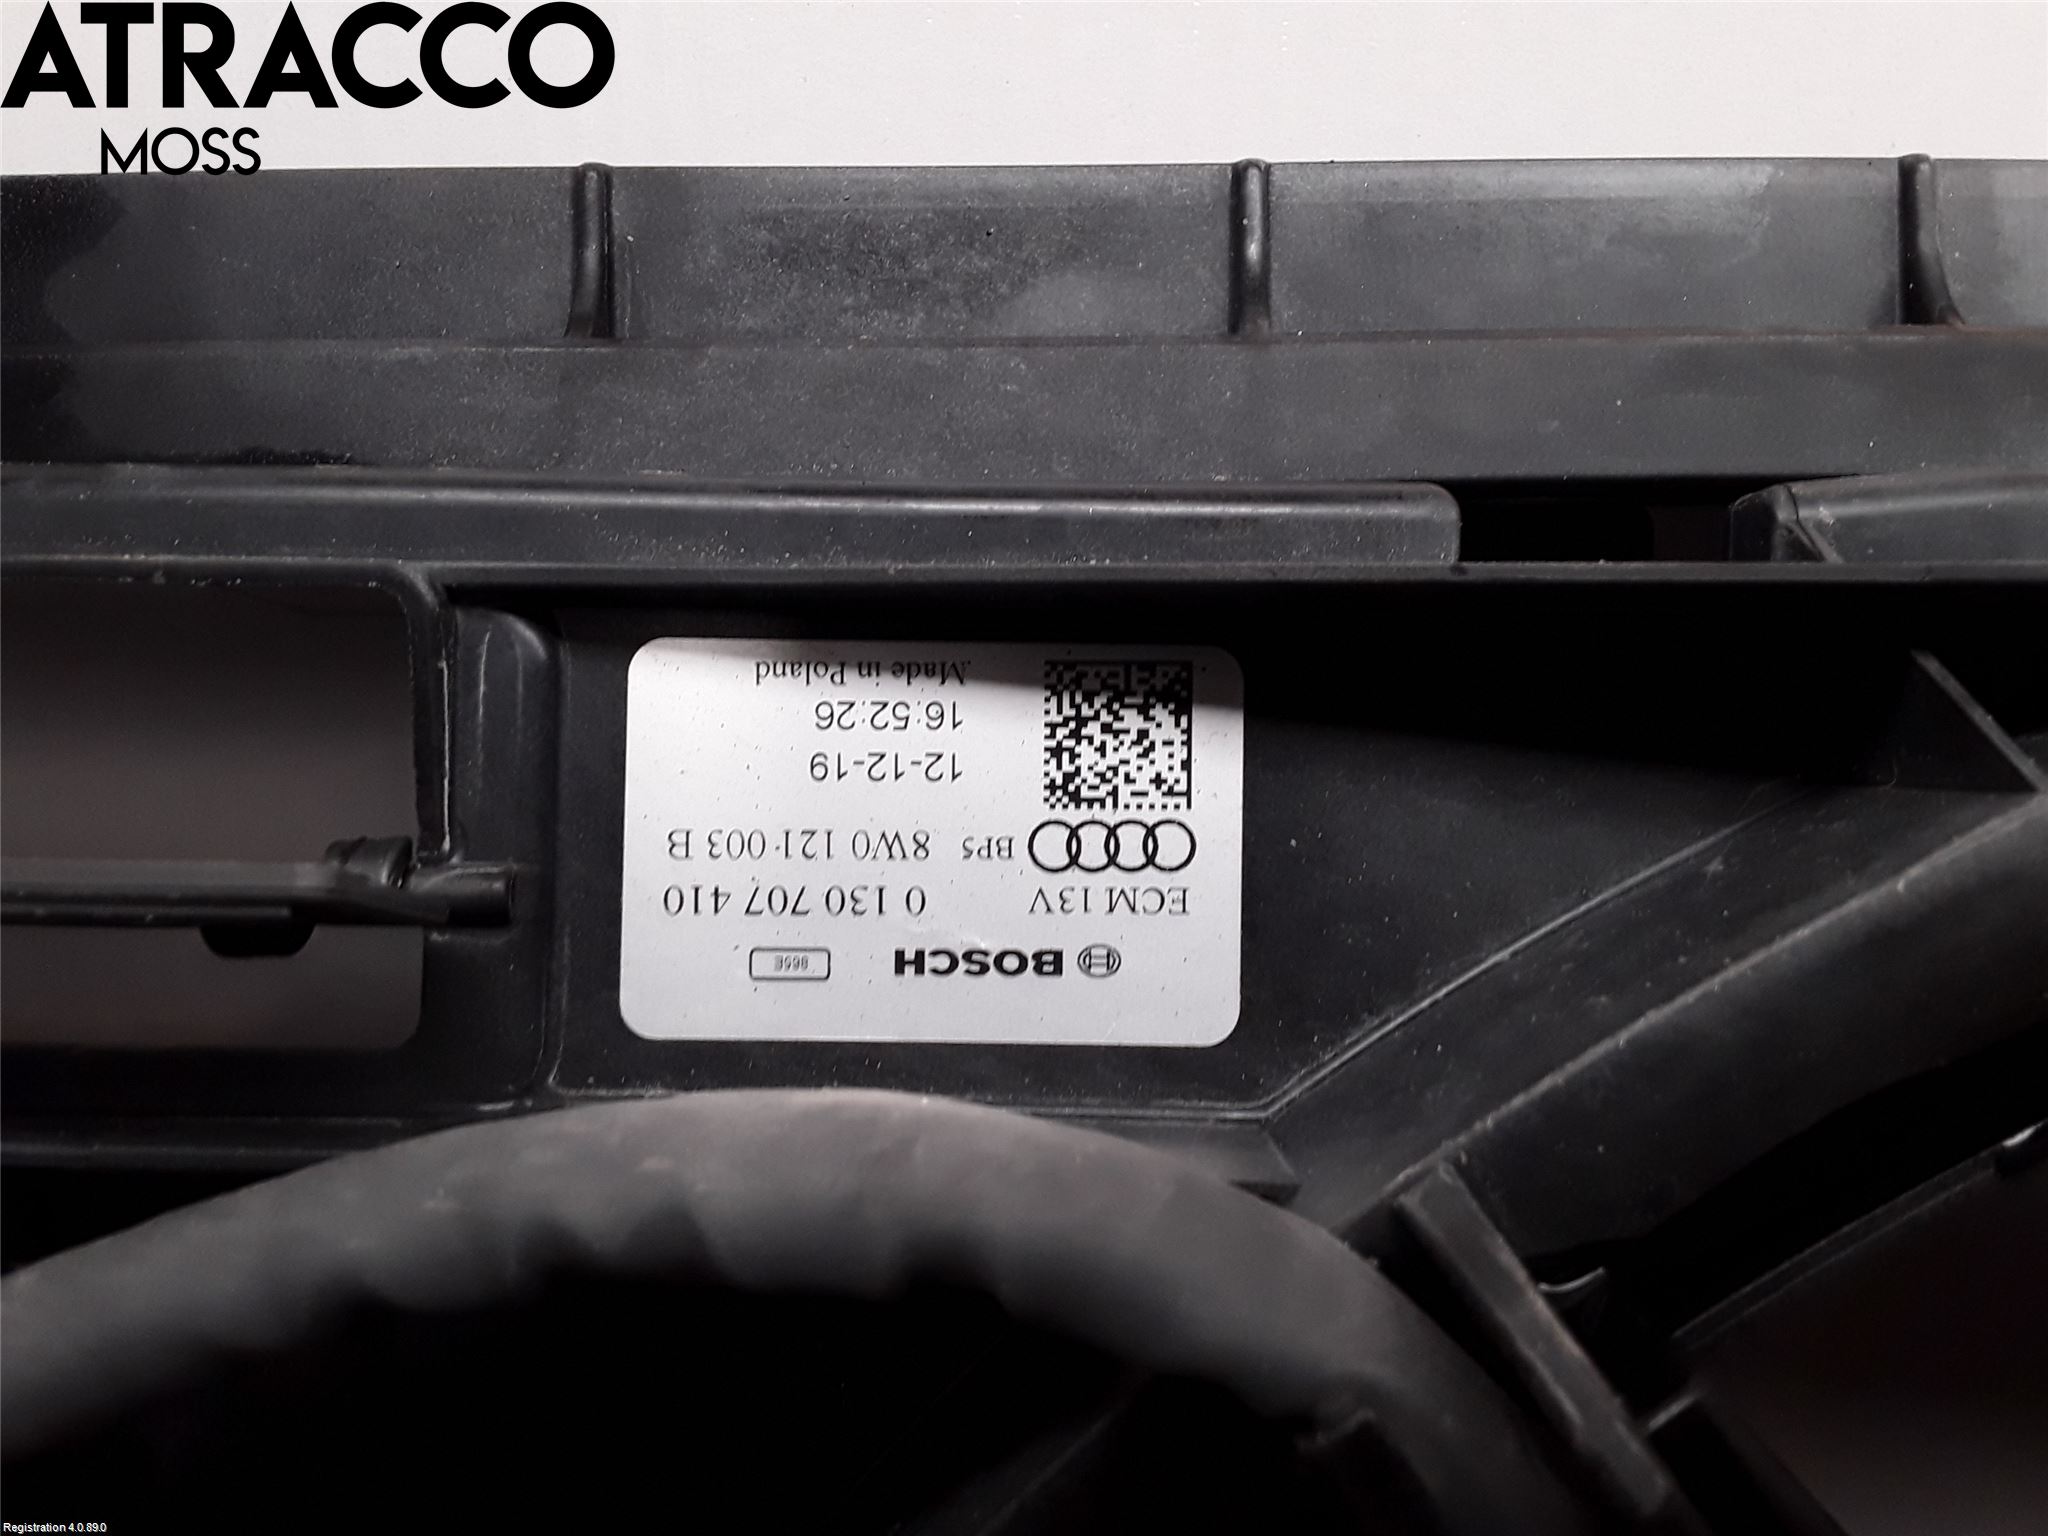 ATRACCO
MOSS
BOSCH
ECM 13V 0 130 707 410
BP5 8W0 121 003 B
12-12-19
16:52:26
Made in Poland
Registration 4.0.89.0